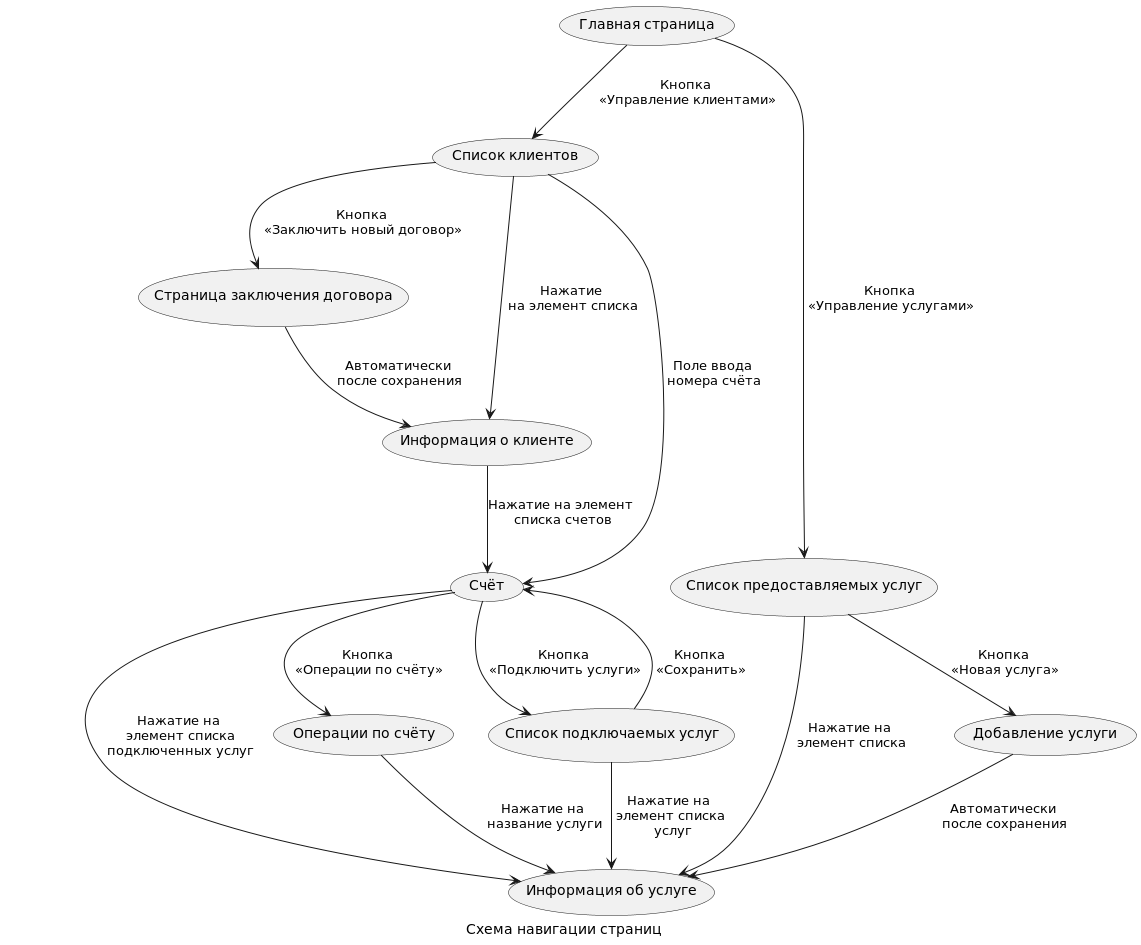 Главная страница
Кнопка
«Управление клиентами»
Список клиентов
Кнопка
«Заключить новый договор»
Страница заключения договора
Нажатие
на элемент списка
Кнопка
«Управление услугами»
Автоматически
после сохранения
Поле ввода
номера счёта
Информация о клиенте
Нажатие на элемент
списка счетов
Счёт
Список предоставляемых услуг
Кнопка
«Операции по счёту»
Кнопка
«Подключить услуги»
Кнопка
«Сохранить»
Кнопка
«Новая услуга»
Нажатие на
элемент списка
подключенных услуг
Операции по счёту
Список подключаемых услуг
Нажатие на
элемент списка
Добавление услуги
Нажатие на
название услуги
Нажатие на
элемент списка
услуг
Автоматически
после сохранения
Информация об услуге
Схема навигации страниц